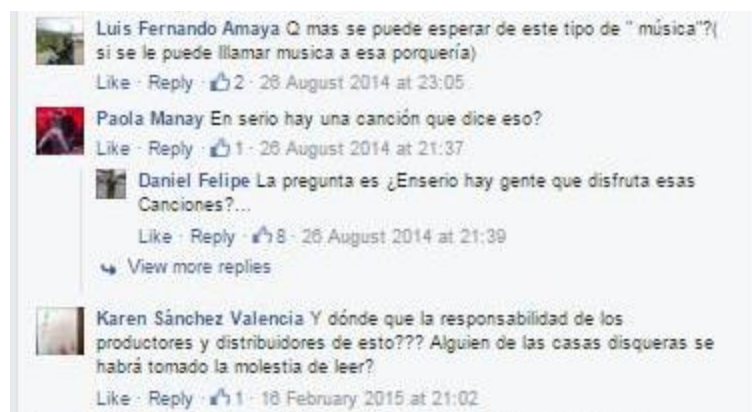 Luis Fernando Amaya Q mas se puede esperar de este tipo de " música"?(
si se le puede lllamar musica a esa porquería)
Like · Reply · 2 · 26 August 2014 at 23:05
Paola Manay En serio hay una canción que dice eso?
Like · Reply · 1 · 26 August 2014 at 21:37
Daniel Felipe La pregunta es ¿Enserio hay gente que disfruta esas
Canciones?...
Like · Reply · 8 · 26 August 2014 at 21:39
View more replies
Karen Sánchez Valencia Y dónde que la responsabilidad de los
productores y distribuidores de esto??? Alguien de las casas disqueras se
habrá tomado la molestia de leer?
Like · Reply · 1 · 16 February 2015 at 21:02